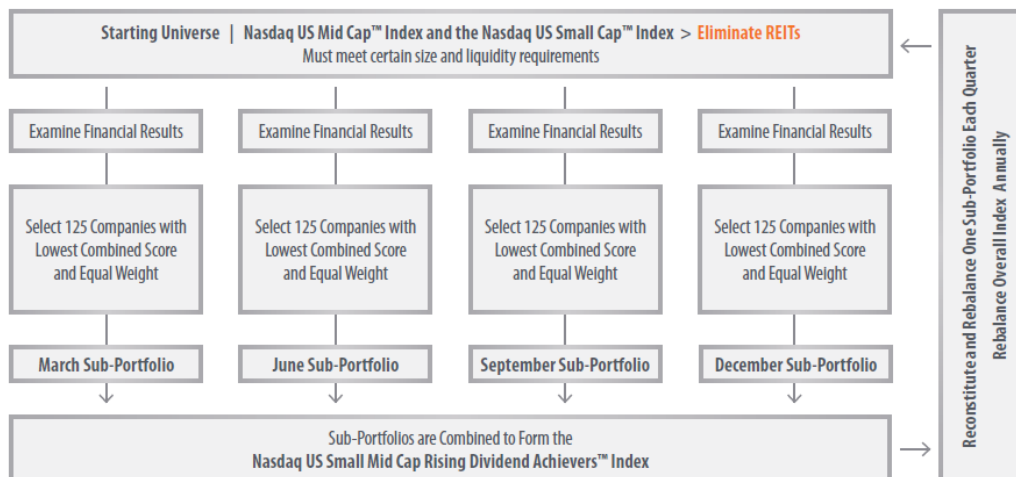 Starting Universe | Nasdaq US Mid Cap™ Index and the Nasdaq US Small Cap™ Index > Eliminate REITs
Must meet certain size and liquidity requirements
Examine Financial Results
Examine Financial Results
Examine Financial Results
Examine Financial Results
Select 125 Companies with
Lowest Combined Score
and Equal Weight
Select 125 Companies with
Lowest Combined Score
and Equal Weight
Select 125 Companies with
Lowest Combined Score
and Equal Weight
Select 125 Companies with
Lowest Combined Score
and Equal Weight
March Sub-Portfolio
June Sub-Portfolio
September Sub-Portfolio
December Sub-Portfolio
Sub-Portfolios are Combined to Form the
Nasdaq US Small Mid Cap Rising Dividend Achievers™ Index
Reconstitute and Rebalance One Sub-Portfolio Each Quarter
Rebalance Overall Index Annually